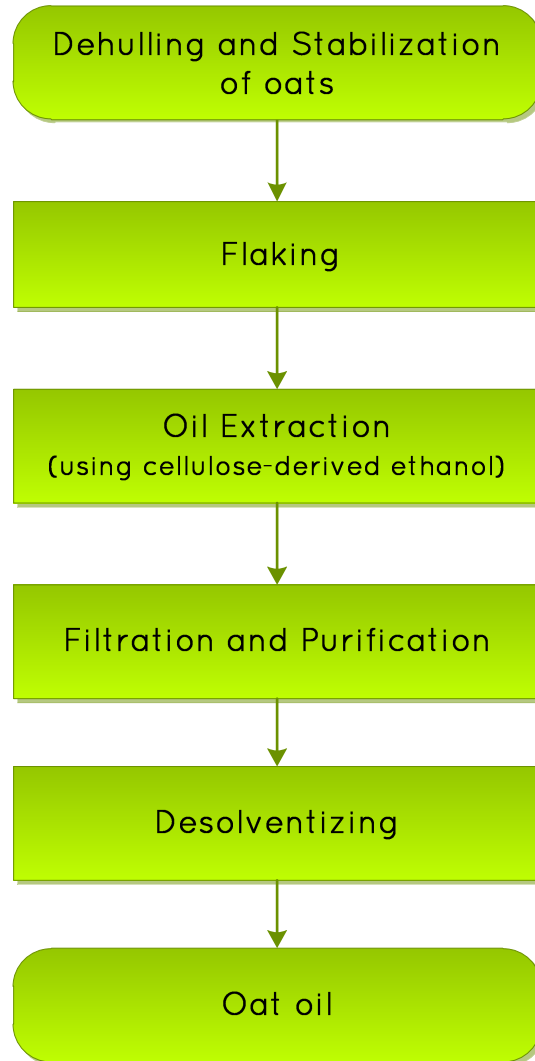 Dehulling and Stabilization
of oats
Flaking
Oil Extraction
(using cellulose-derived ethanol)
Filtration and Purification
Desolventizing
Oat oil